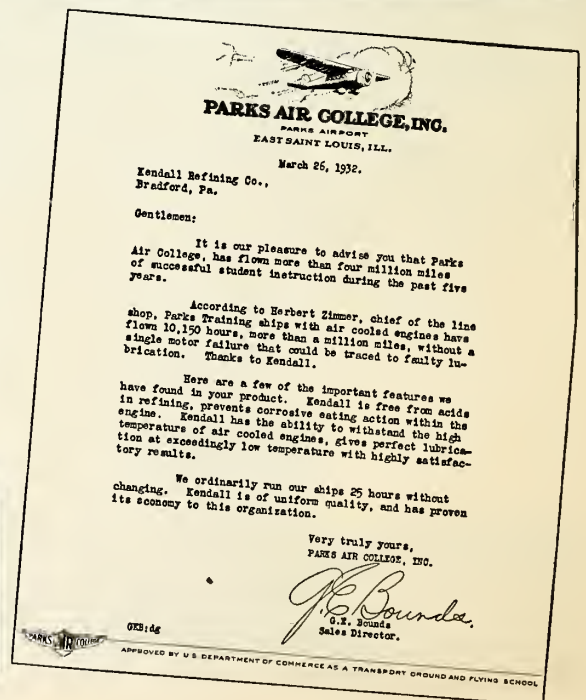 PARKS AIR COLLEGE, INC.
PARKS AIRPORT
EAST SAINT LOUIS, ILL.
March 26, 1932.
Kendall Refining Co.,
Bradford, Pa.
Gentlemen:
It is our pleasure to advise you that Parks
Air College, has flown more than four million miles
of successful student instruction during the past five
years.
According to Herbert Zimmer, chief of the line
shop, Parks Training ships with air cooled engines have
flown 10,150 hours, more than a million miles, without a
single motor failure that could be traced to faulty lu-
brication. Thanks to Kendall.
Here are a few of the important features we
have found in your product. Kendall is free from acids
in refining, prevents corrosive eating action within the
engine. Kendall has the ability to withstand the high
temperature of air cooled engines, gives perfect lubrica-
tion at exceedingly low temperature with highly satisfac-
tory results.
We ordinarily run our ships 25 hours without
changing. Kendall is of uniform quality, and has proven
its economy to this organization.
Very truly yours,
PARKS AIR COLLEGE, INC.
G.E. Bounds.
G.E. Bounds
Sales Director.
GEB:dg
PARKS AIR COLLEGE
APPROVED BY U.S. DEPARTMENT OF COMMERCE AS A TRANSPORT GROUND AND FLYING SCHOOL